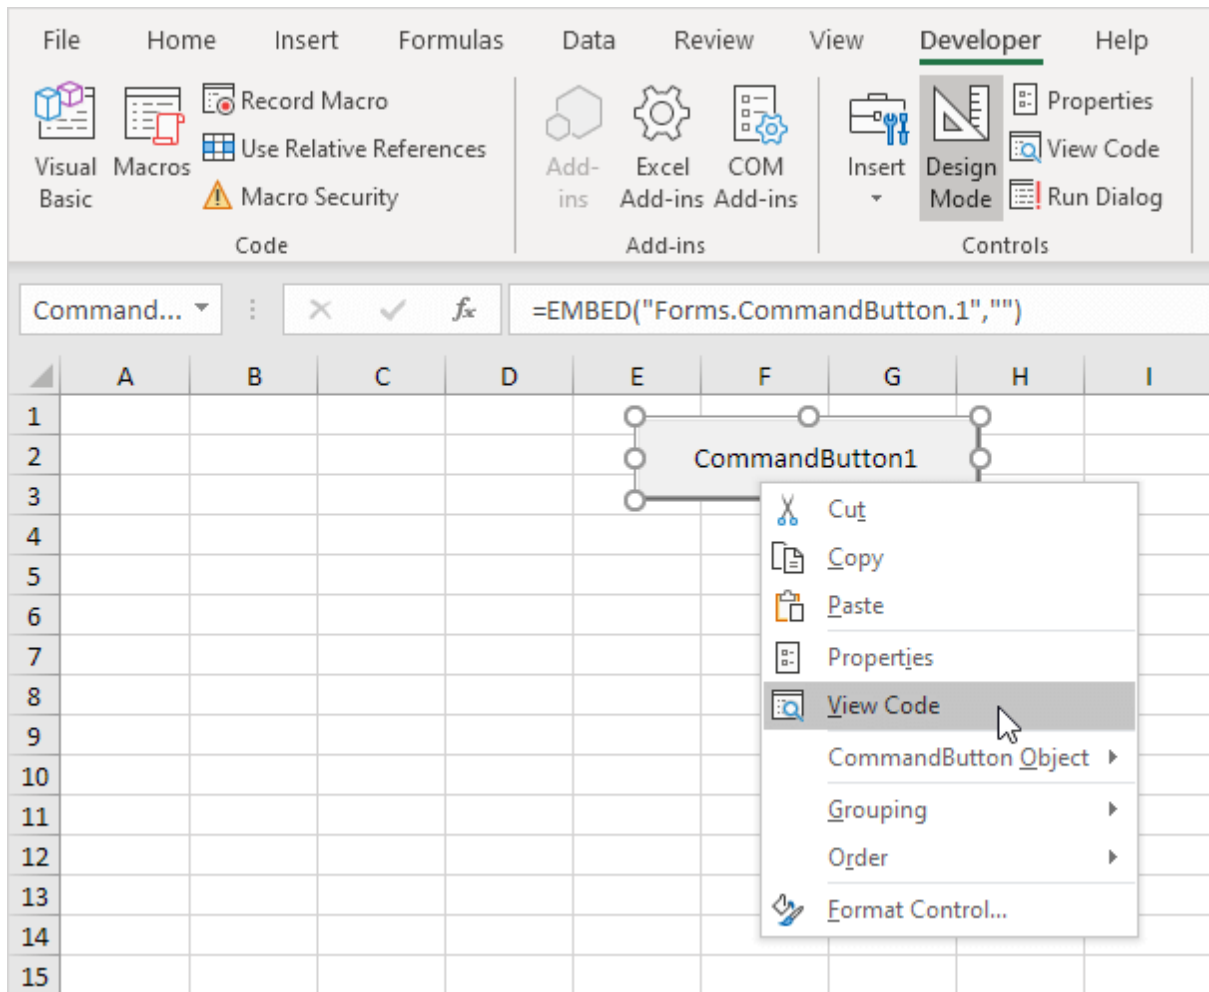 File Home Insert Formulas Data Review View Developer Help
Record Macro
Use Relative References
Macro Security
Visual Basic
Macros
Code
Add-ins
Excel Add-ins
COM Add-ins
Add-ins
Insert
Design Mode
Properties
View Code
Run Dialog
Controls
Command... fx =EMBED("Forms.CommandButton.1","")
A B C D E F G H I
1
2
3
4
5
6
7
8
9
10
11
12
13
14
15
CommandButton1
Cut
Copy
Paste
Properties
View Code
CommandButton Object
Grouping
Order
Format Control...